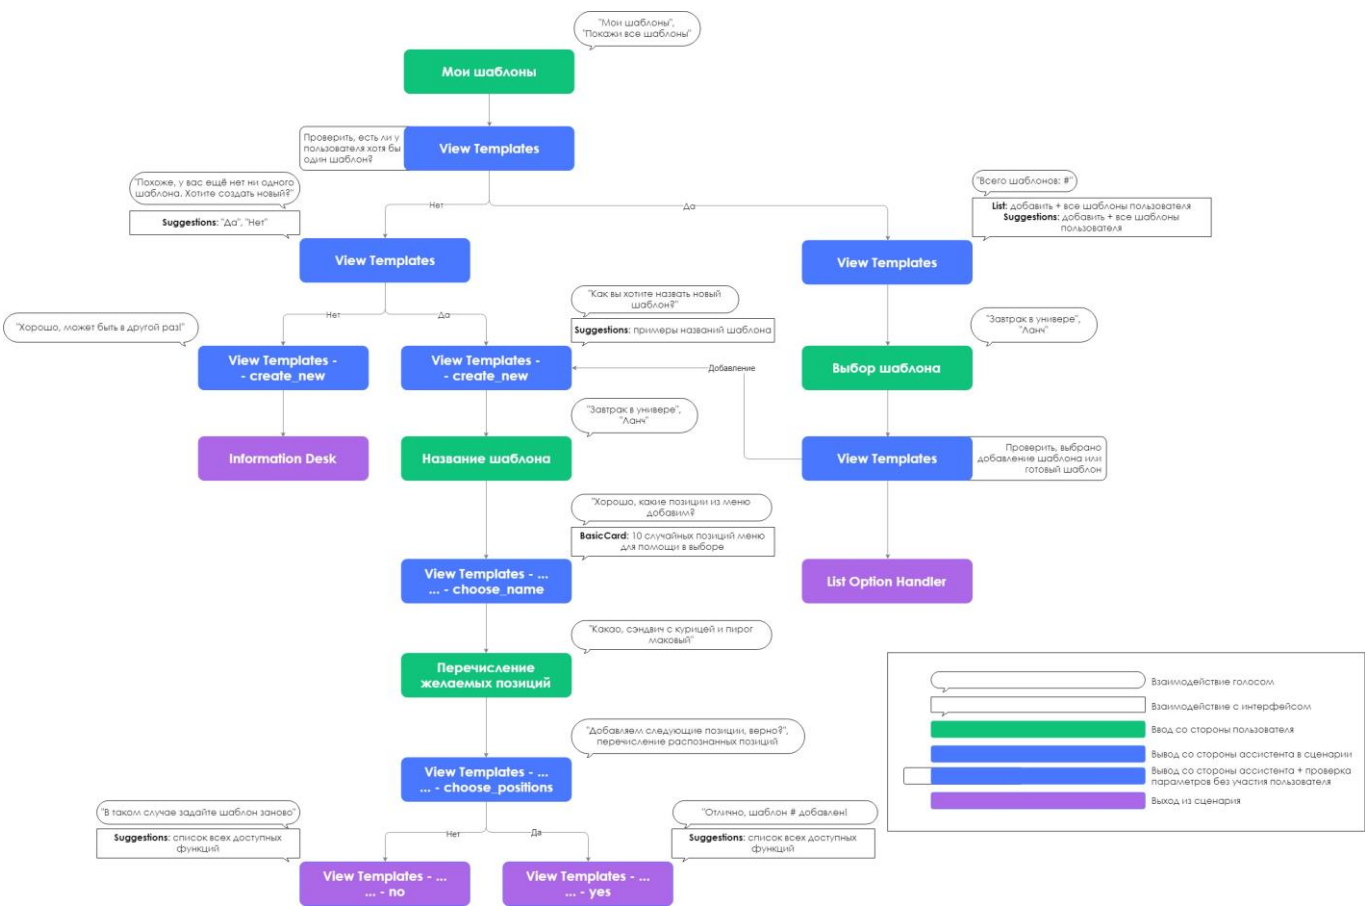 "Мои шаблоны",
"Покажи все шаблоны"
Мои шаблоны
Проверить, есть ли у
пользователя хотя бы
один шаблон?
View Templates
"Похоже, у вас ещё нет ни одного
шаблона. Хотите создать новый?"
Suggestions: "Да", "Нет"
Нет
Да
"Всего шаблонов: #"
List: добавить + все шаблоны пользователя
Suggestions: добавить + все шаблоны
пользователя
View Templates
View Templates
"Хорошо, может быть в другой раз!"
Нет
Да
"Как вы хотите назвать новый
шаблон?"
Suggestions: примеры названий шаблона
"Завтрак в универе",
"Ланч"
View Templates -
- create_new
View Templates -
- create_new
Добавление
Выбор шаблона
"Завтрак в универе",
"Ланч"
Information Desk
Название шаблона
View Templates
Проверить, выбрано
добавление шаблона или
готовый шаблон
"Хорошо, какие позиции из меню
добавим?
BasicCard: 10 случайных позиций меню
для помощи в выборе
View Templates - ...
... - choose_name
List Option Handler
"Какао, сэндвич с курицей и пирог
маковый"
Перечисление
желаемых позиций
"Добавляем следующие позиции, верно?",
перечисление распознанных позиций
View Templates - ...
... - choose_positions
"В таком случае задайте шаблон заново"
Suggestions: список всех доступных
функций
Нет
Да
"Отлично, шаблон # добавлен!
Suggestions: список всех доступных
функций
View Templates - ...
... - no
View Templates - ...
... - yes
Взаимодействие голосом
Взаимодействие с интерфейсом
Ввод со стороны пользователя
Вывод со стороны ассистента в сценарии
Вывод со стороны ассистента + проверка
параметров без участия пользователя
Выход из сценария